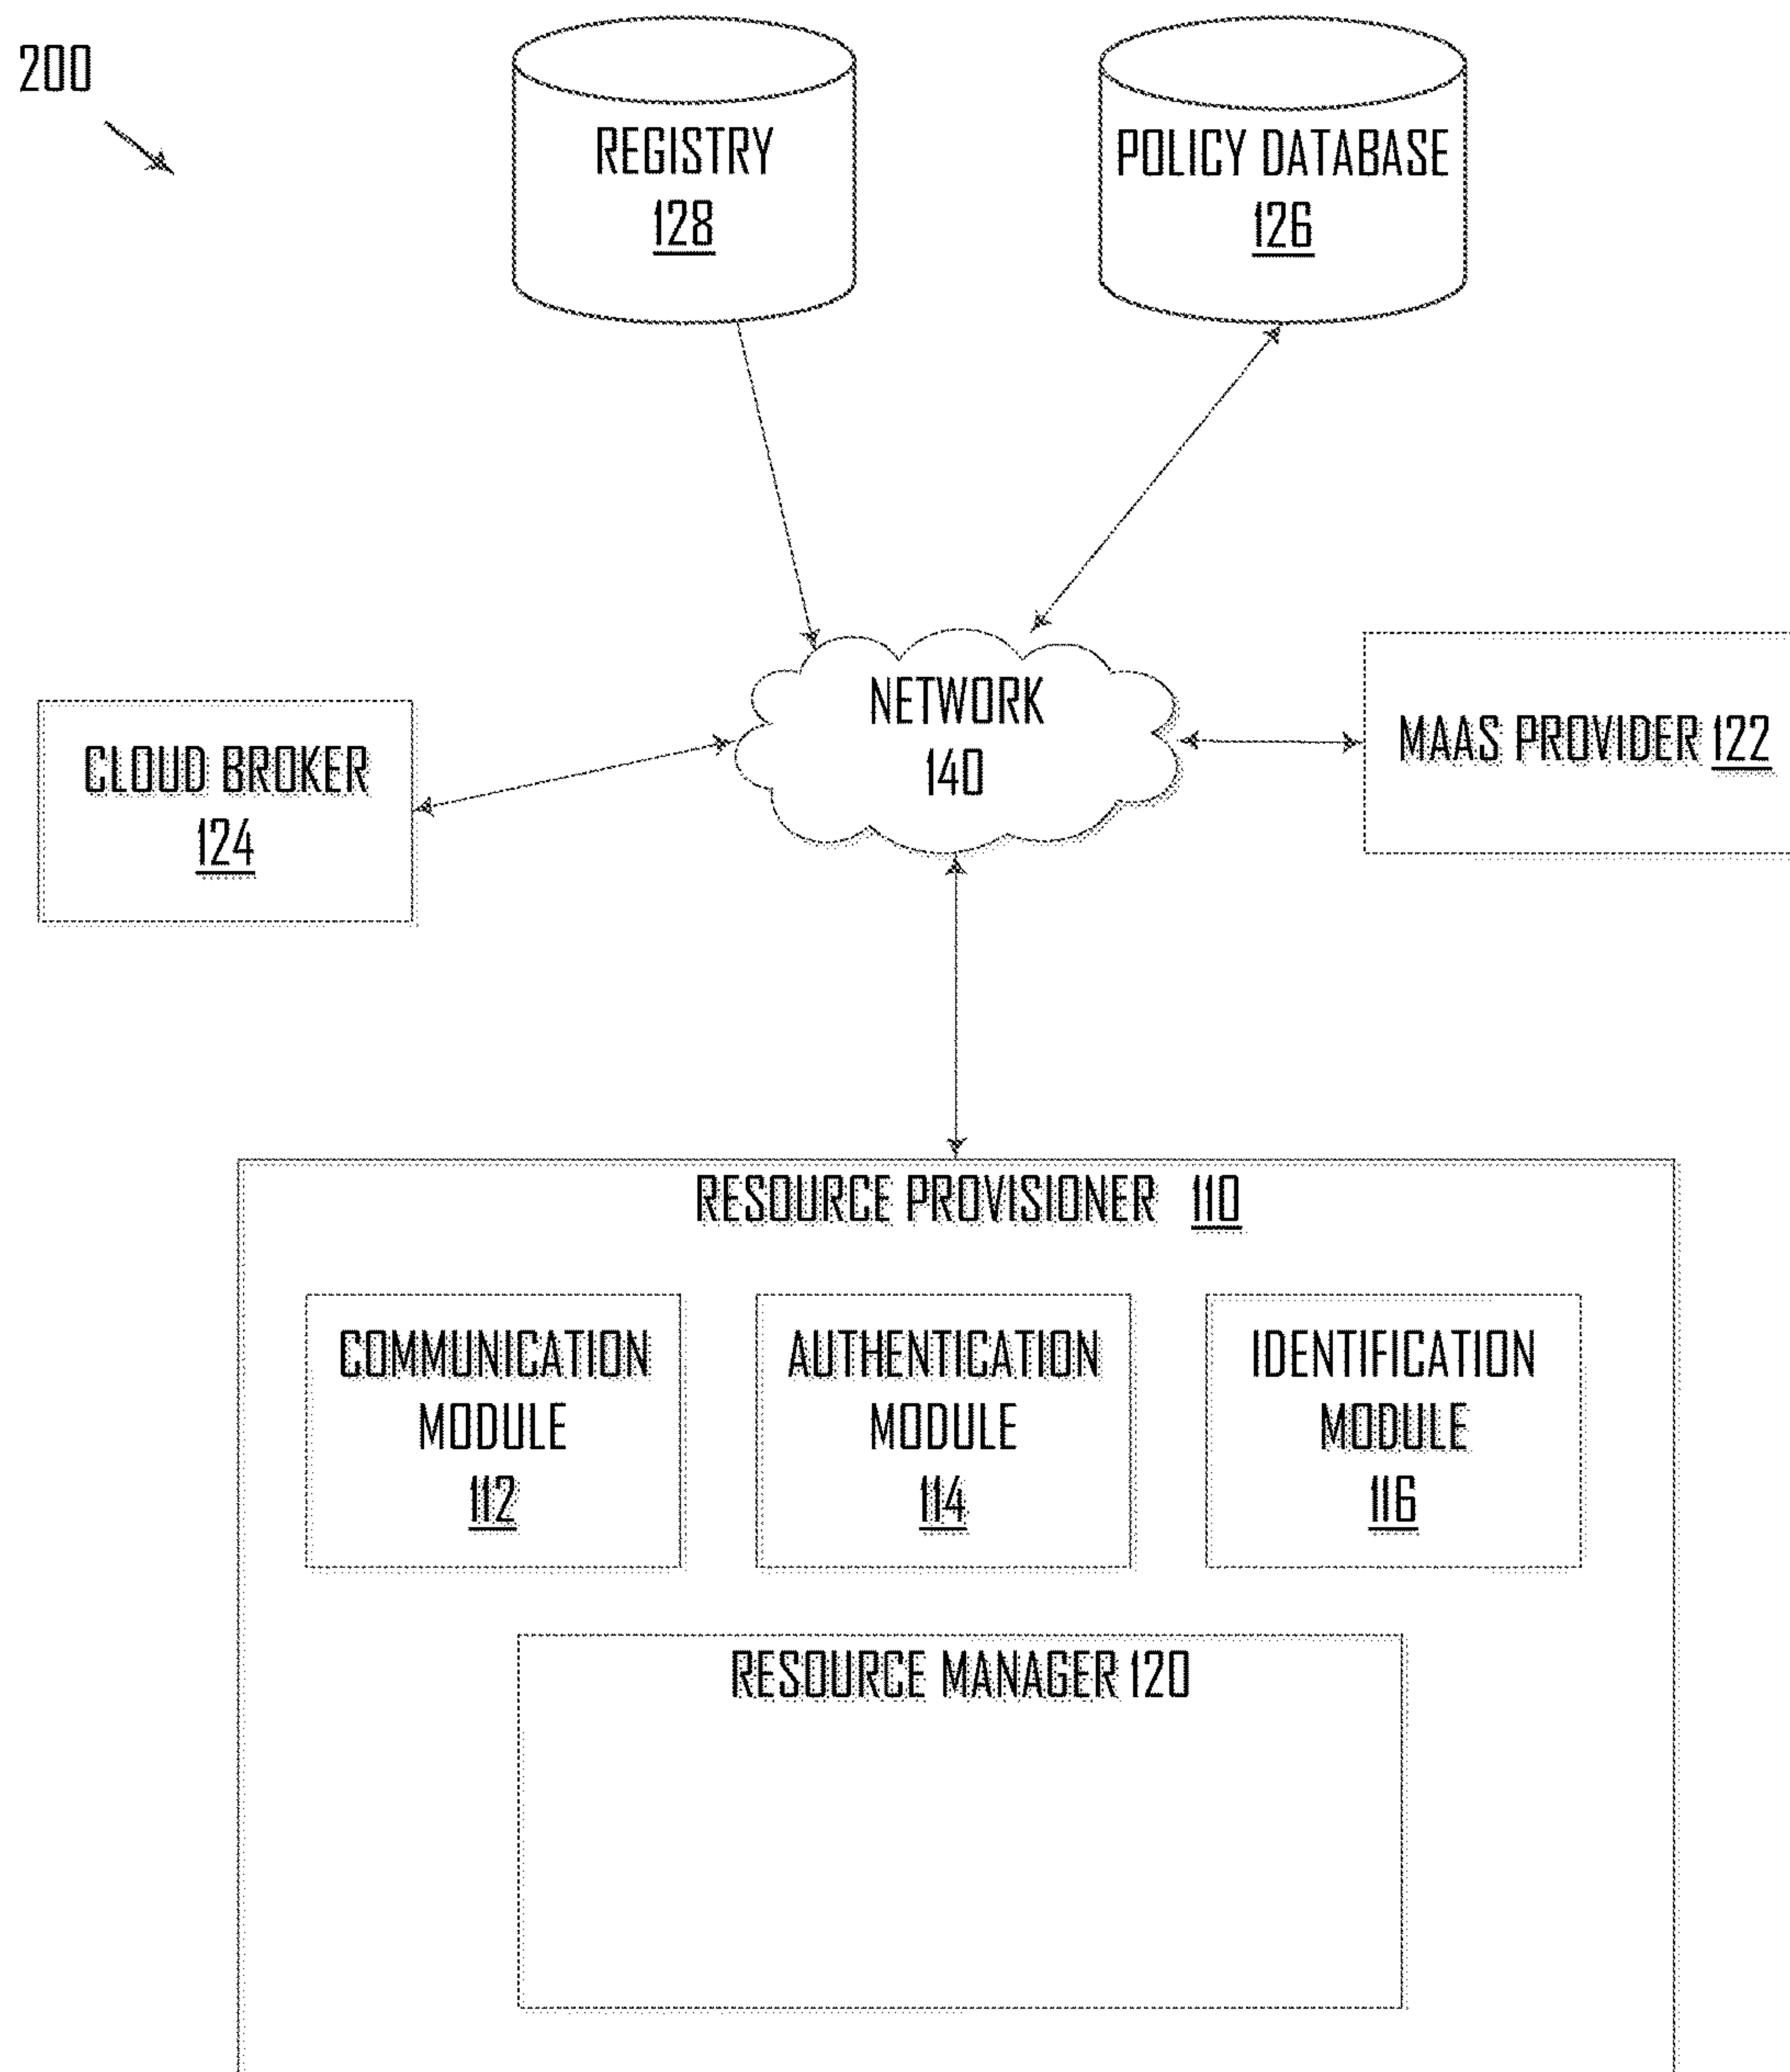 200
REGISTRY
128
POLICY DATABASE
126
NETWORK
140
CLOUD BROKER
124
MAAS PROVIDER 122
RESOURCE PROVISIONER 110
COMMUNICATION
MODULE
112
AUTHENTICATION
MODULE
114
IDENTIFICATION
MODULE
116
RESOURCE MANAGER 120